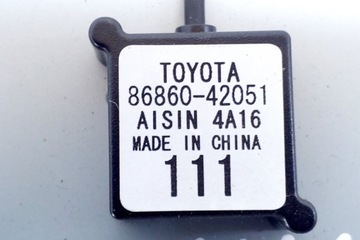 TOYOTA
86860-42051
AISIN 4A16
MADE IN CHINA
111